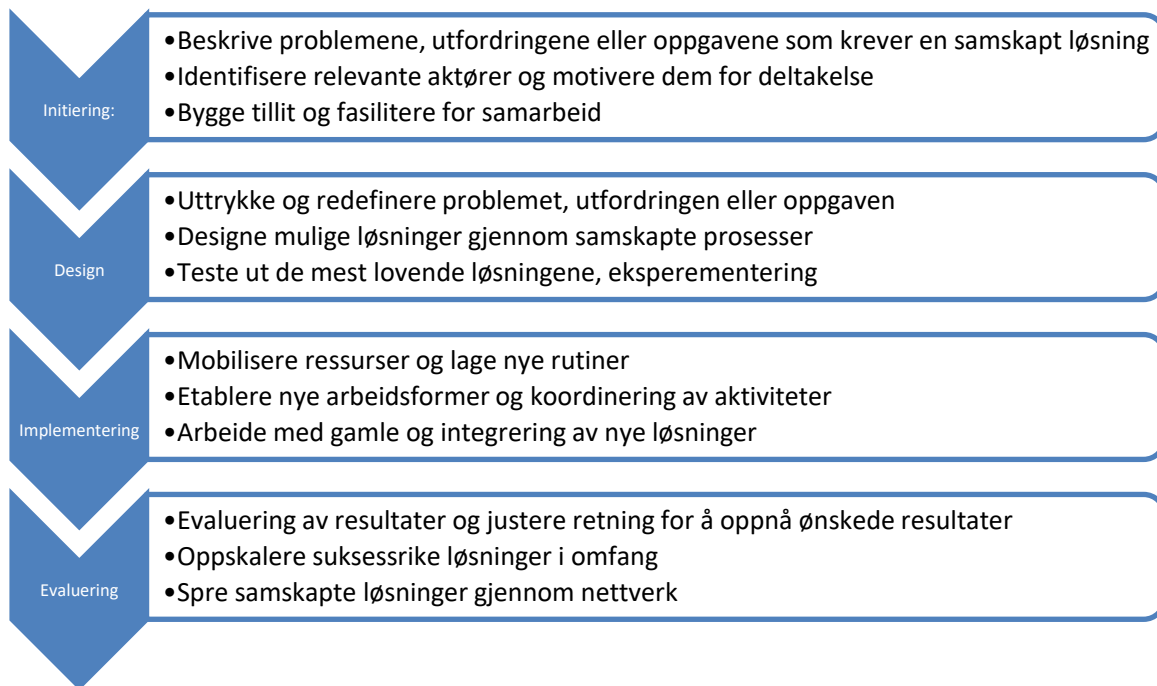 Initiering:
•Beskrive problemene, utfordringene eller oppgavene som krever en samskapt løsning
•Identifisere relevante aktører og motivere dem for deltakelse
•Bygge tillit og fasilitere for samarbeid
Design
•Uttrykke og redefinere problemet, utfordringen eller oppgaven
•Designe mulige løsninger gjennom samskapte prosesser
•Teste ut de mest lovende løsningene, eksperementering
Implementering
•Mobilisere ressurser og lage nye rutiner
•Etablere nye arbeidsformer og koordinering av aktiviteter
•Arbeide med gamle og integrering av nye løsninger
Evaluering
•Evaluering av resultater og justere retning for å oppnå ønskede resultater
•Oppskalere suksessrike løsninger i omfang
•Spre samskapte løsninger gjennom nettverk